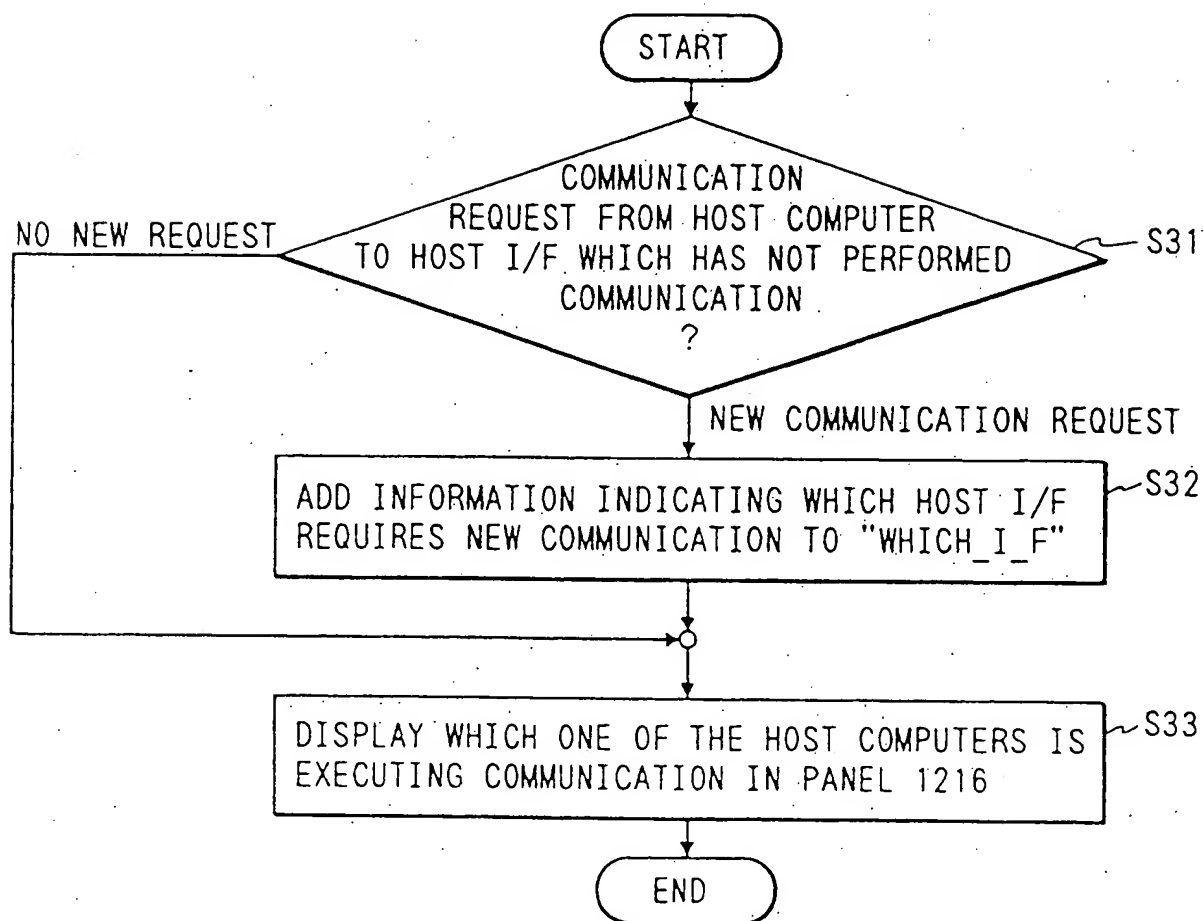 START
COMMUNICATION
REQUEST FROM HOST COMPUTER
TO HOST I/F WHICH HAS NOT PERFORMED
COMMUNICATION
?
S31
NO NEW REQUEST
NEW COMMUNICATION REQUEST
ADD INFORMATION INDICATING WHICH HOST I/F
REQUIRES NEW COMMUNICATION TO "WHICH_I_F"
S32
DISPLAY WHICH ONE OF THE HOST COMPUTERS IS
EXECUTING COMMUNICATION IN PANEL 1216
S33
END